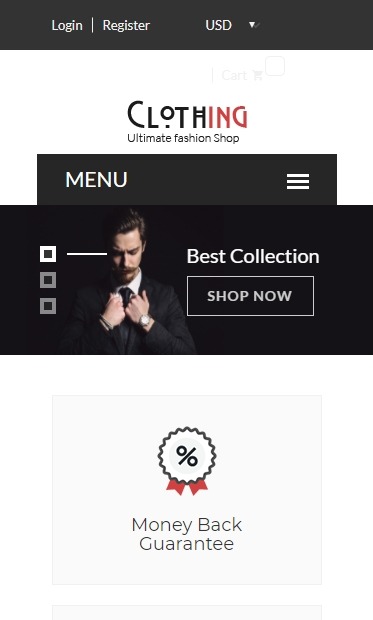 Login | Register USD
| Cart
CLOTHING
Ultimate fashion Shop
MENU
Best Collection
SHOP NOW
%
Money Back
Guarantee